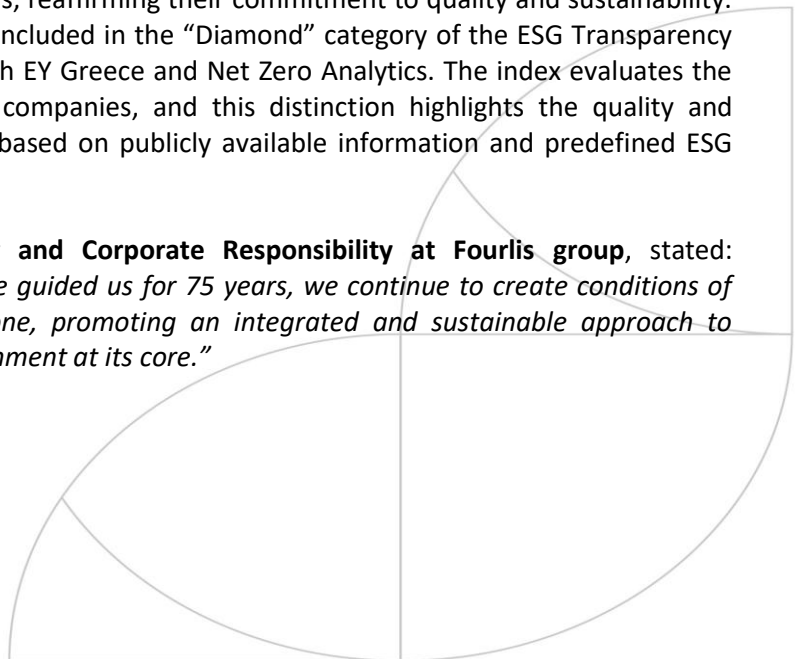 s, reaffirming their commitment to quality and sustainability.
ncluded in the “Diamond” category of the ESG Transparency
h EY Greece and Net Zero Analytics. The index evaluates the
companies, and this distinction highlights the quality and
based on publicly available information and predefined ESG
and Corporate Responsibility at Fourlis group, stated:
e guided us for 75 years, we continue to create conditions of
one, promoting an integrated and sustainable approach to
nment at its core.”